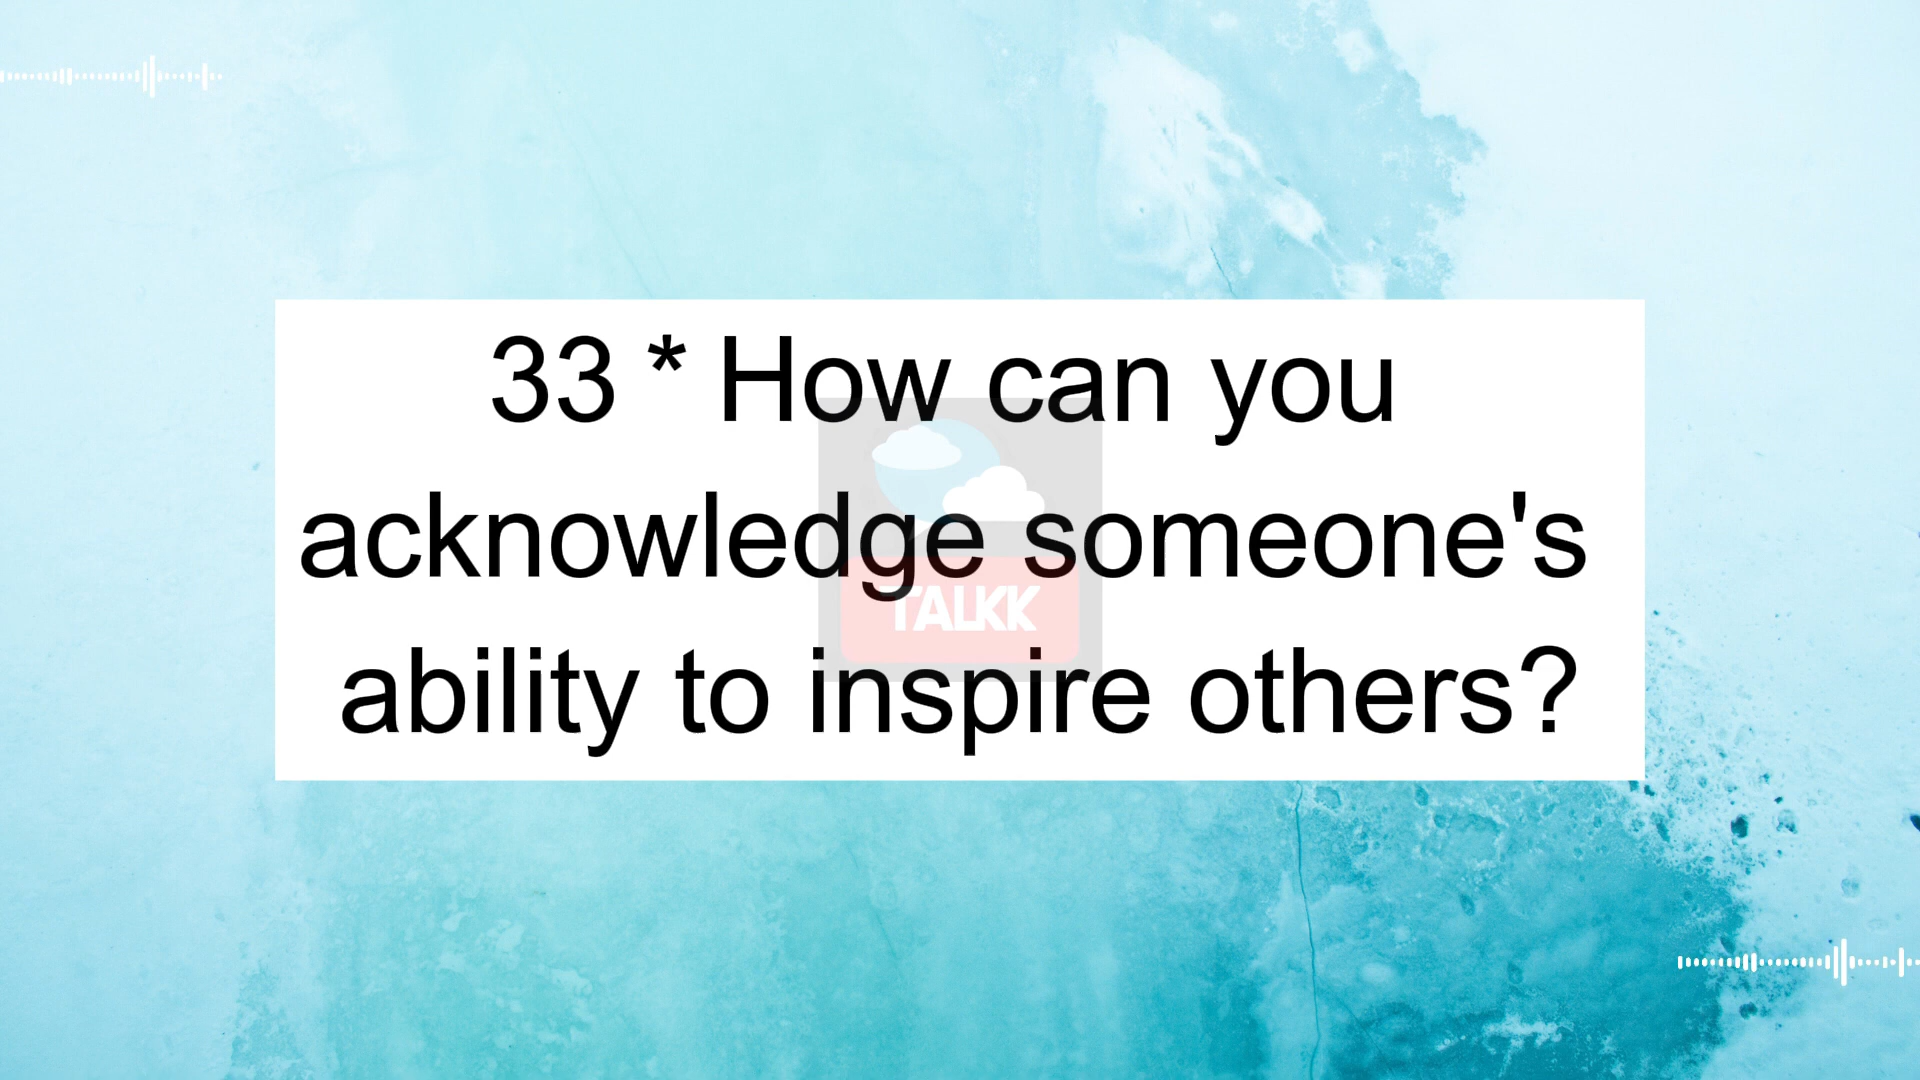 33 * How can you
acknowledge someone's
ability to inspire others?
TALKK